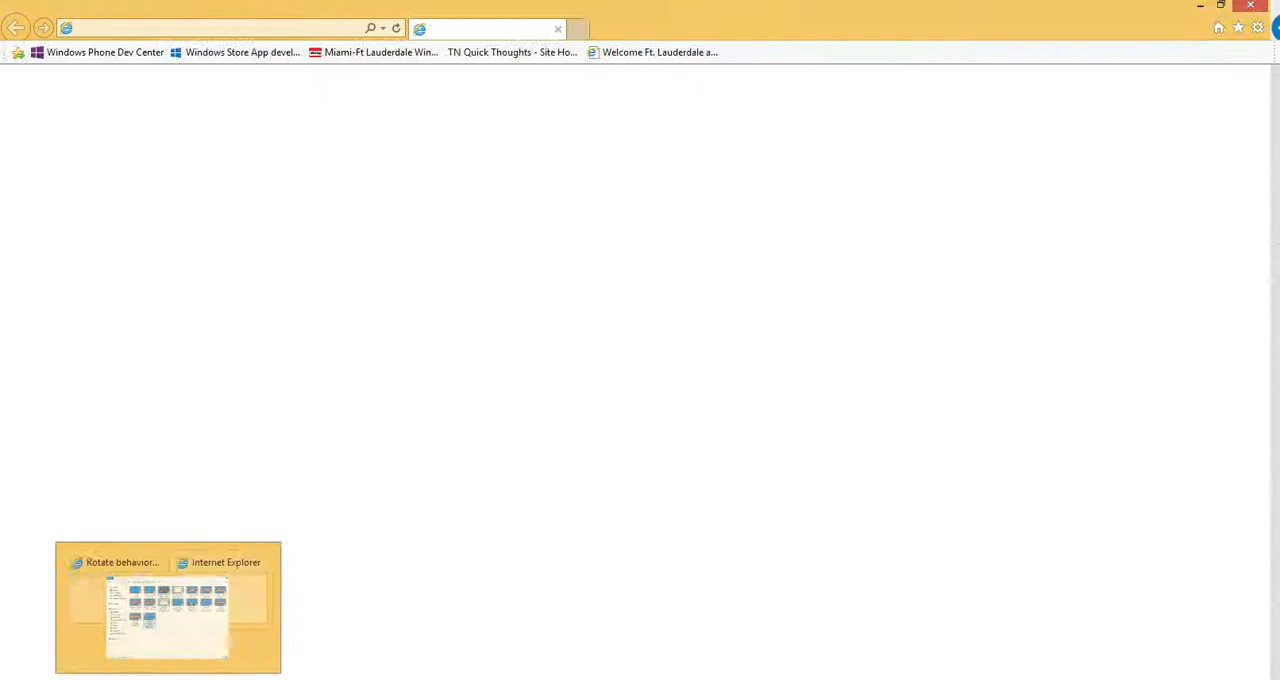 Windows Phone Dev Center Windows Store App devel... Miami-Ft Lauderdale Win... TN Quick Thoughts - Site Ho... Welcome Ft. Lauderdale a...
Rotate behavior... Internet Explorer